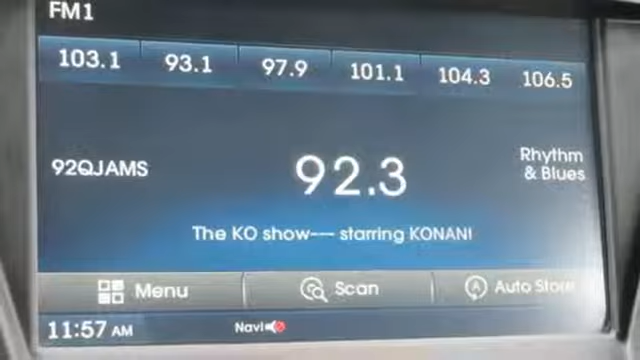 FM1
103.1 93.1 97.9 101.1 104.3 106.5
92QJAMS
92.3
Rhythm
& Blues
The KO show--- starring KONAN!
Menu Scan Auto Store
11:57 AM Navi